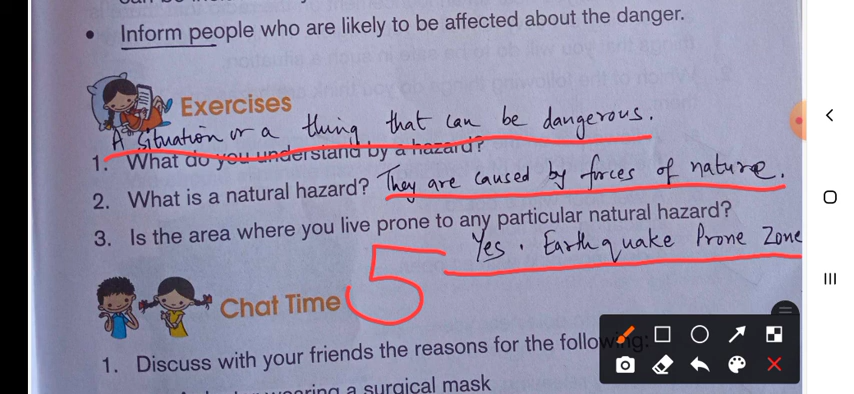 Inform people who are likely to be affected about the danger.
Exercises
A situation or a thing that can be dangerous.
1. What do you understand by a hazard?
2. What is a natural hazard? They are caused by forces of nature.
3. Is the area where you live prone to any particular natural hazard?
Yes. Earthquake Prone Zone
5
Chat Time
1. Discuss with your friends the reasons for the following:
a surgical mask